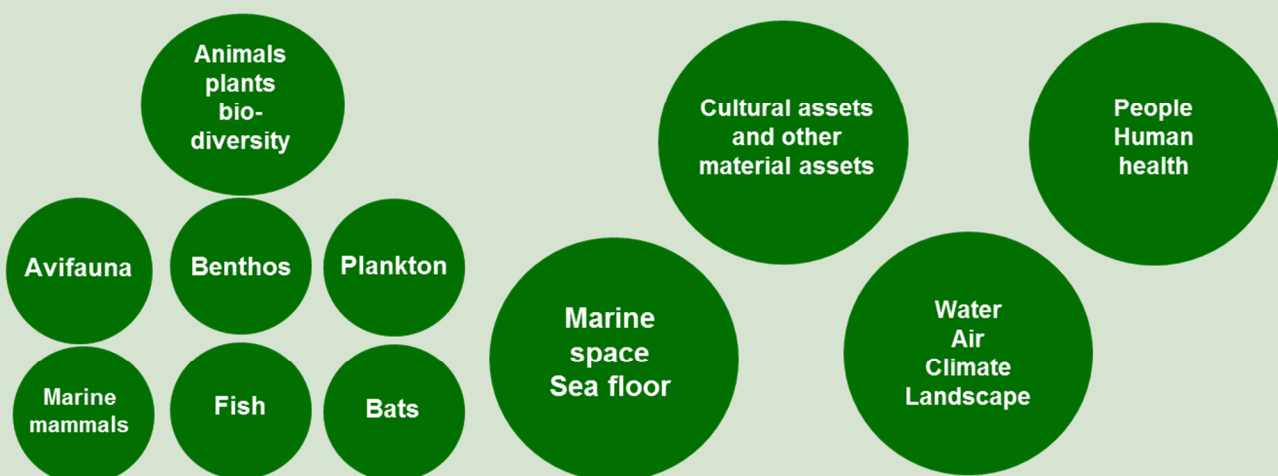 Animals
plants
bio-
diversity
Avifauna
Benthos
Plankton
Marine
mammals
Fish
Bats
Marine
space
Sea floor
Cultural assets
and other
material assets
Water
Air
Climate
Landscape
People
Human
health